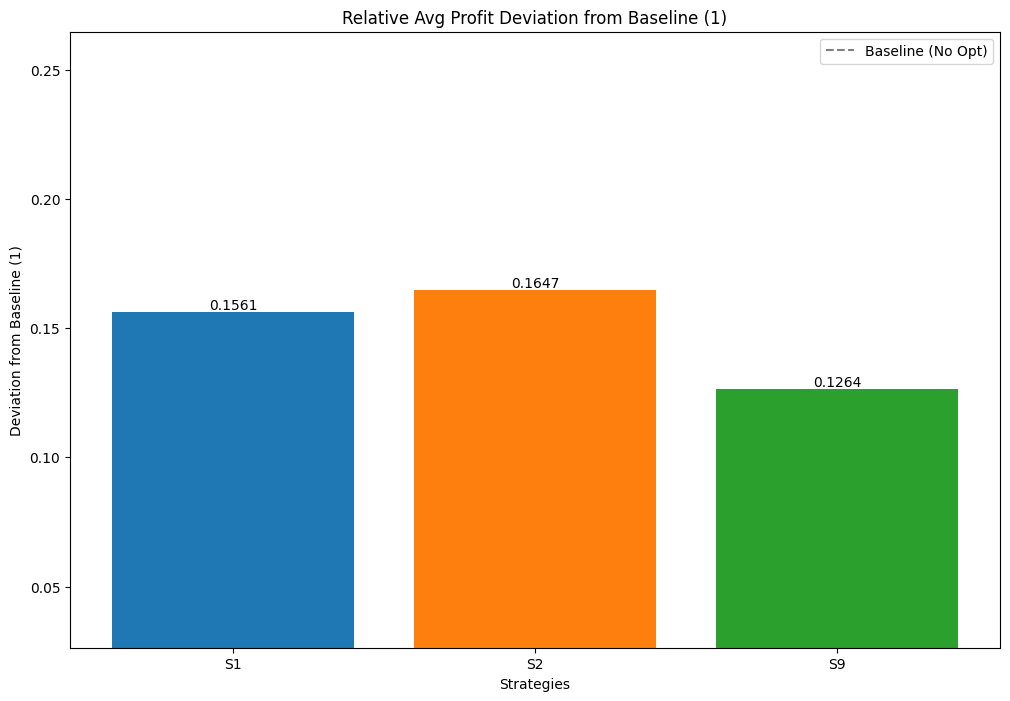 Relative Avg Profit Deviation from Baseline (1)
Baseline (No Opt)
0.25
0.20
0.15
0.10
0.05
Deviation from Baseline (1)
0.1561
0.1647
0.1264
S1
S2
S9
Strategies